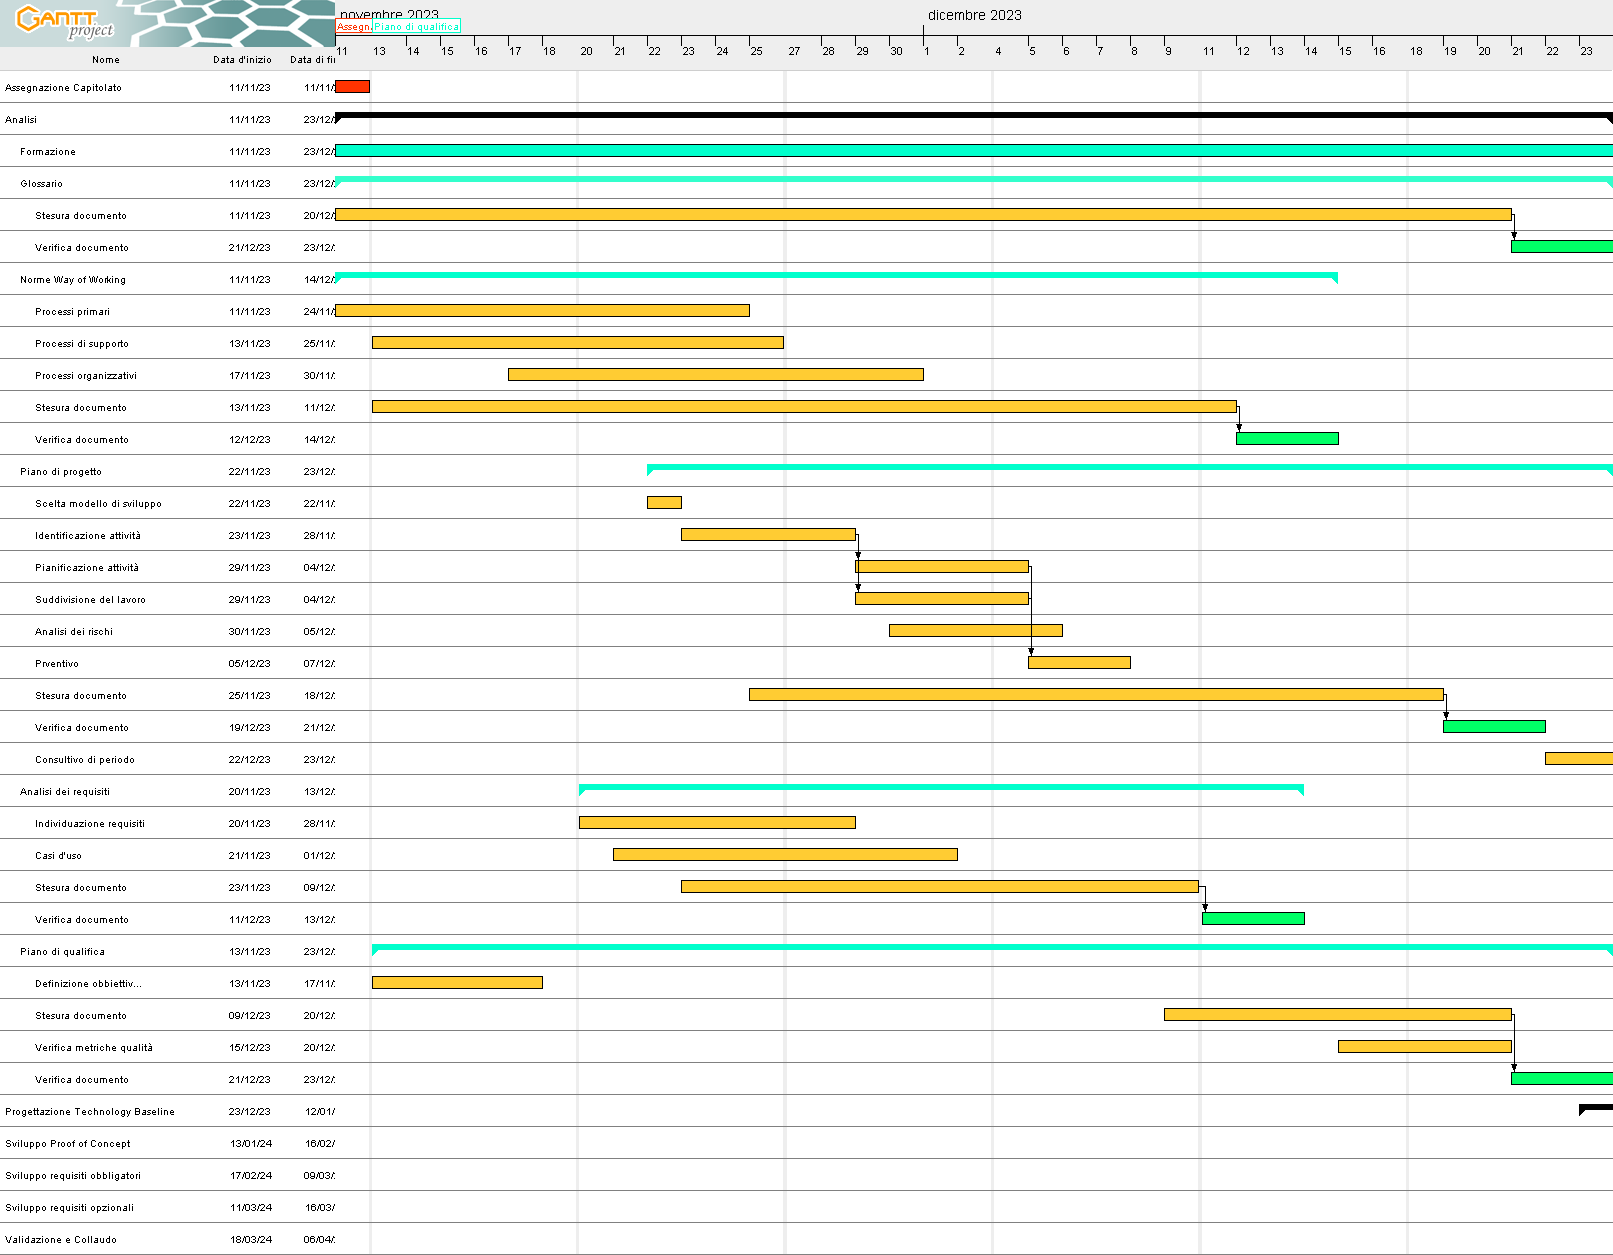 GANTT
project
novembre 2023
dicembre 2023
Assegn
Piano di qualifica
11 13 14 15 16 17 18 20 21 22 23 24 25 27 28 29 30 1 2 4 5 6 7 8 9 11 12 13 14 15 16 18 19 20 21 22 23
Nome Data d'inizio Data di fi
Assegnazione Capitolato 11/11/23 11/11/
Analisi 11/11/23 23/12/
Formazione 11/11/23 23/12/
Glossario 11/11/23 23/12/
Stesura documento 11/11/23 20/12/
Verifica documento 21/12/23 23/12/
Norme Way of Working 11/11/23 14/12/
Processi primari 11/11/23 24/11/
Processi di supporto 13/11/23 25/11/
Processi organizzativi 17/11/23 30/11/
Stesura documento 13/11/23 11/12/
Verifica documento 12/12/23 14/12/
Piano di progetto 22/11/23 23/12/
Scelta modello di sviluppo 22/11/23 22/11/
Identificazione attività 23/11/23 28/11/
Pianificazione attività 29/11/23 04/12/
Suddivisione del lavoro 29/11/23 04/12/
Analisi dei rischi 30/11/23 05/12/
Prventivo 05/12/23 07/12/
Stesura documento 25/11/23 18/12/
Verifica documento 19/12/23 21/12/
Consultivo di periodo 22/12/23 23/12/
Analisi dei requisiti 20/11/23 13/12/
Individuazione requisiti 20/11/23 28/11/
Casi d'uso 21/11/23 01/12/
Stesura documento 23/11/23 09/12/
Verifica documento 11/12/23 13/12/
Piano di qualifica 13/11/23 23/12/
Definizione obbiettiv... 13/11/23 17/11/
Stesura documento 09/12/23 20/12/
Verifica metriche qualità 15/12/23 20/12/
Verifica documento 21/12/23 23/12/
Progettazione Technology Baseline 23/12/23 12/01/
Sviluppo Proof of Concept 13/01/24 16/02/
Sviluppo requisiti obbligatori 17/02/24 09/03/
Sviluppo requisiti opzionali 11/03/24 16/03/
Validazione e Collaudo 18/03/24 06/04/